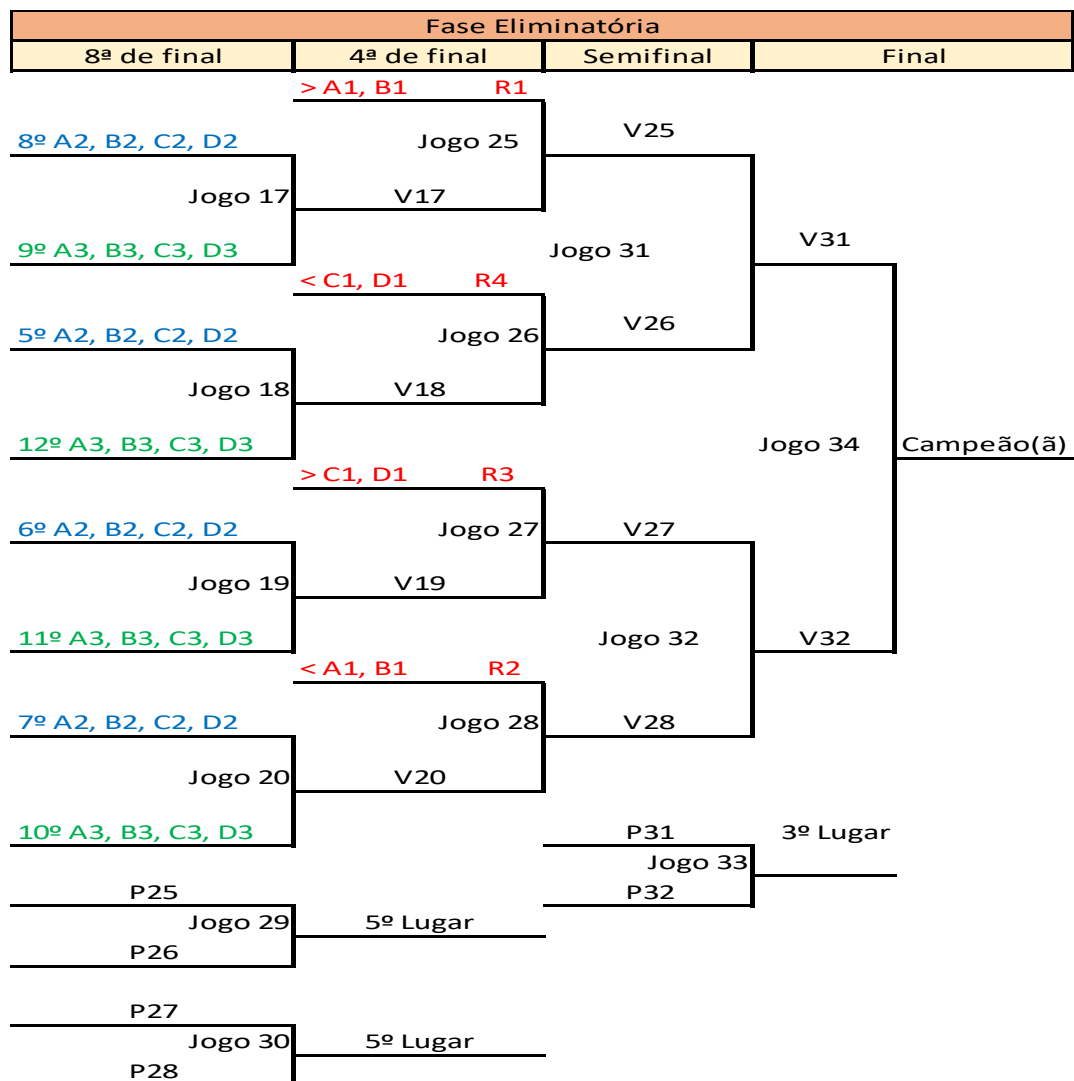 Fase Eliminatória
8ª de final 4ª de final Semifinal Final
> A1, B1 R1
8º A2, B2, C2, D2 Jogo 25 V25
Jogo 17 V17
9º A3, B3, C3, D3 Jogo 31 V31
< C1, D1 R4
5º A2, B2, C2, D2 Jogo 26 V26
Jogo 18 V18
12º A3, B3, C3, D3 Jogo 34 Campeão(ã)
> C1, D1 R3
6º A2, B2, C2, D2 Jogo 27 V27
Jogo 19 V19
11º A3, B3, C3, D3 Jogo 32 V32
< A1, B1 R2
7º A2, B2, C2, D2 Jogo 28 V28
Jogo 20 V20
10º A3, B3, C3, D3 P31 3º Lugar
Jogo 33
P25 P32
Jogo 29 5º Lugar
P26
P27
Jogo 30 5º Lugar
P28